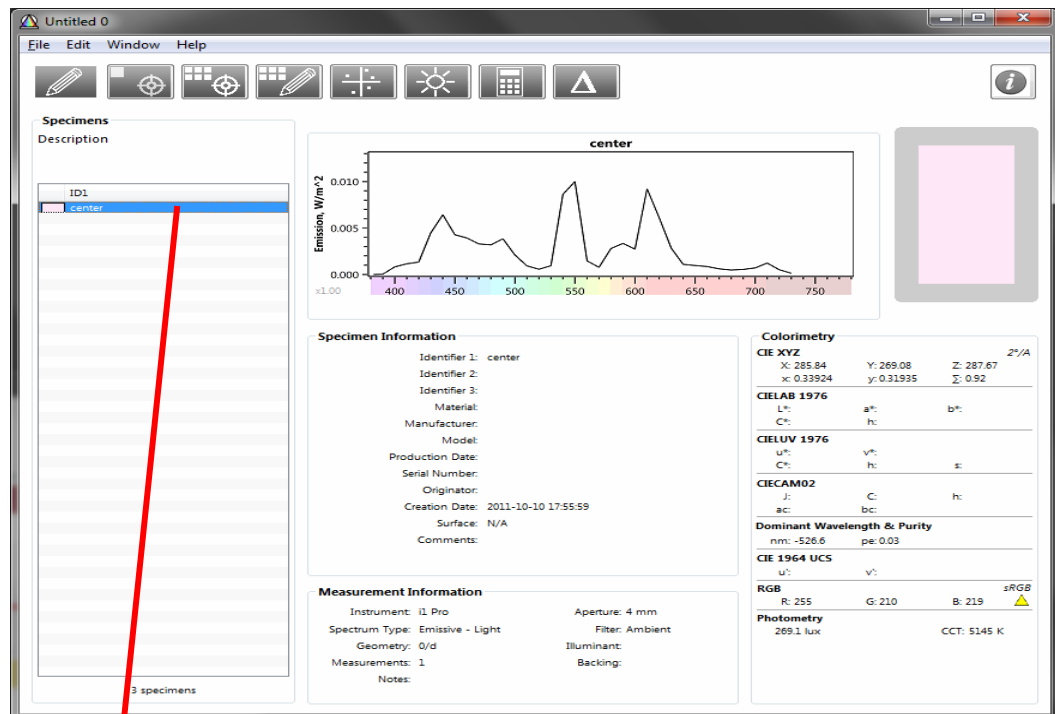 Untitled 0
File Edit Window Help
Specimens
Description
ID1
center
3 specimens
center
Emission, W/m^2
0.010
0.005
0.000
x1.00 400 450 500 550 600 650 700 750
Specimen Information
Identifier 1: center
Identifier 2:
Identifier 3:
Material:
Manufacturer:
Model:
Production Date:
Serial Number:
Originator:
Creation Date: 2011-10-10 17:55:59
Surface: N/A
Comments:
Measurement Information
Instrument: i1 Pro Aperture: 4 mm
Spectrum Type: Emissive - Light Filter: Ambient
Geometry: 0/d Illuminant:
Measurements: 1 Backing:
Notes:
Colorimetry
CIE XYZ 2°/A
X: 285.84 Y: 269.08 Z: 287.67
x: 0.33924 y: 0.31935 Σ: 0.92
CIELAB 1976
L*: a*: b*:
C*: h:
CIELUV 1976
u*: v*:
C*: h: s:
CIECAM02
J: C: h:
ac: bc:
Dominant Wavelength & Purity
nm: -526.6 pe: 0.03
CIE 1964 UCS
u': v':
RGB sRGB
R: 255 G: 210 B: 219
Photometry
269.1 lux CCT: 5145 K